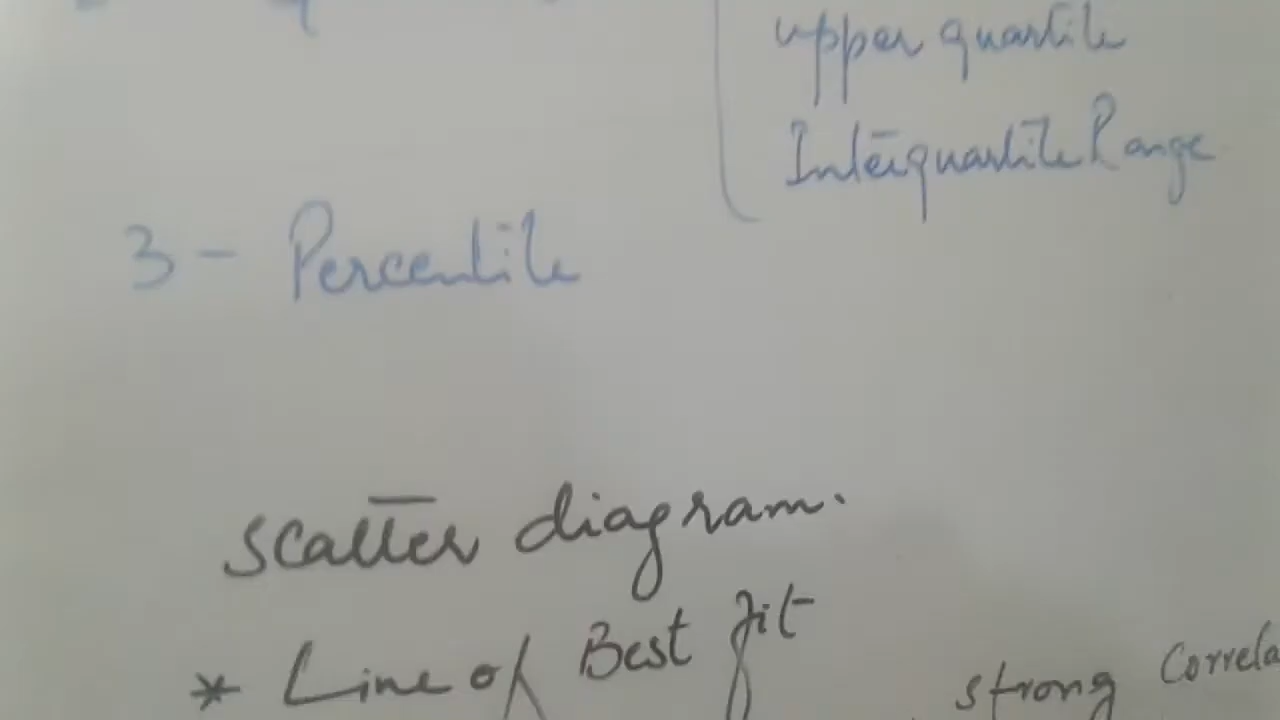 upper quartile
Interquartile Range
3 - Percentile
scatter diagram.
* Line of Best fit
strong Correla